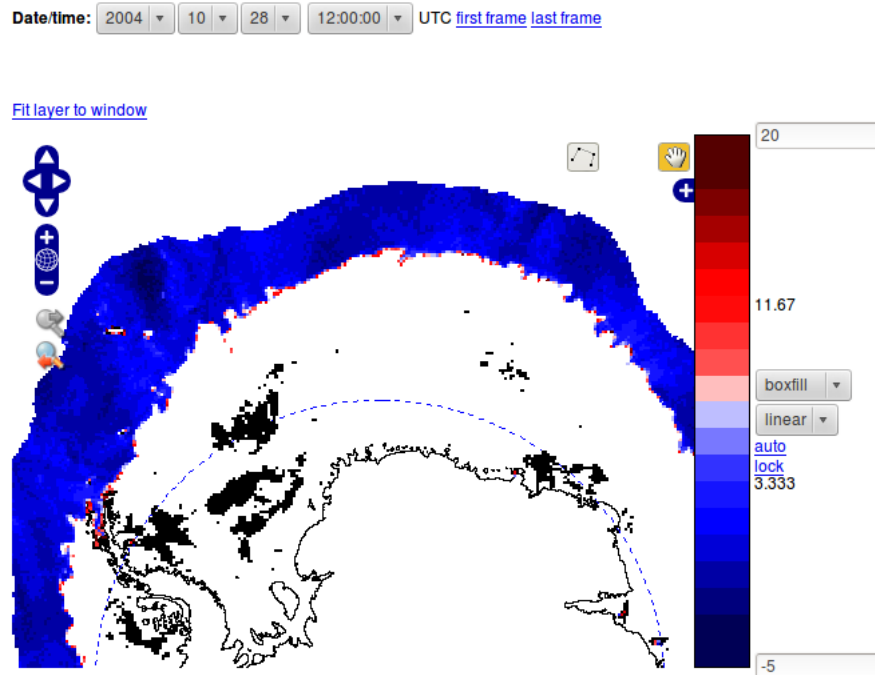 Date/time: 2004 10 28 12:00:00 UTC first frame last frame
Fit layer to window
20
11.67
boxfill
linear
auto
lock
3.333
-5